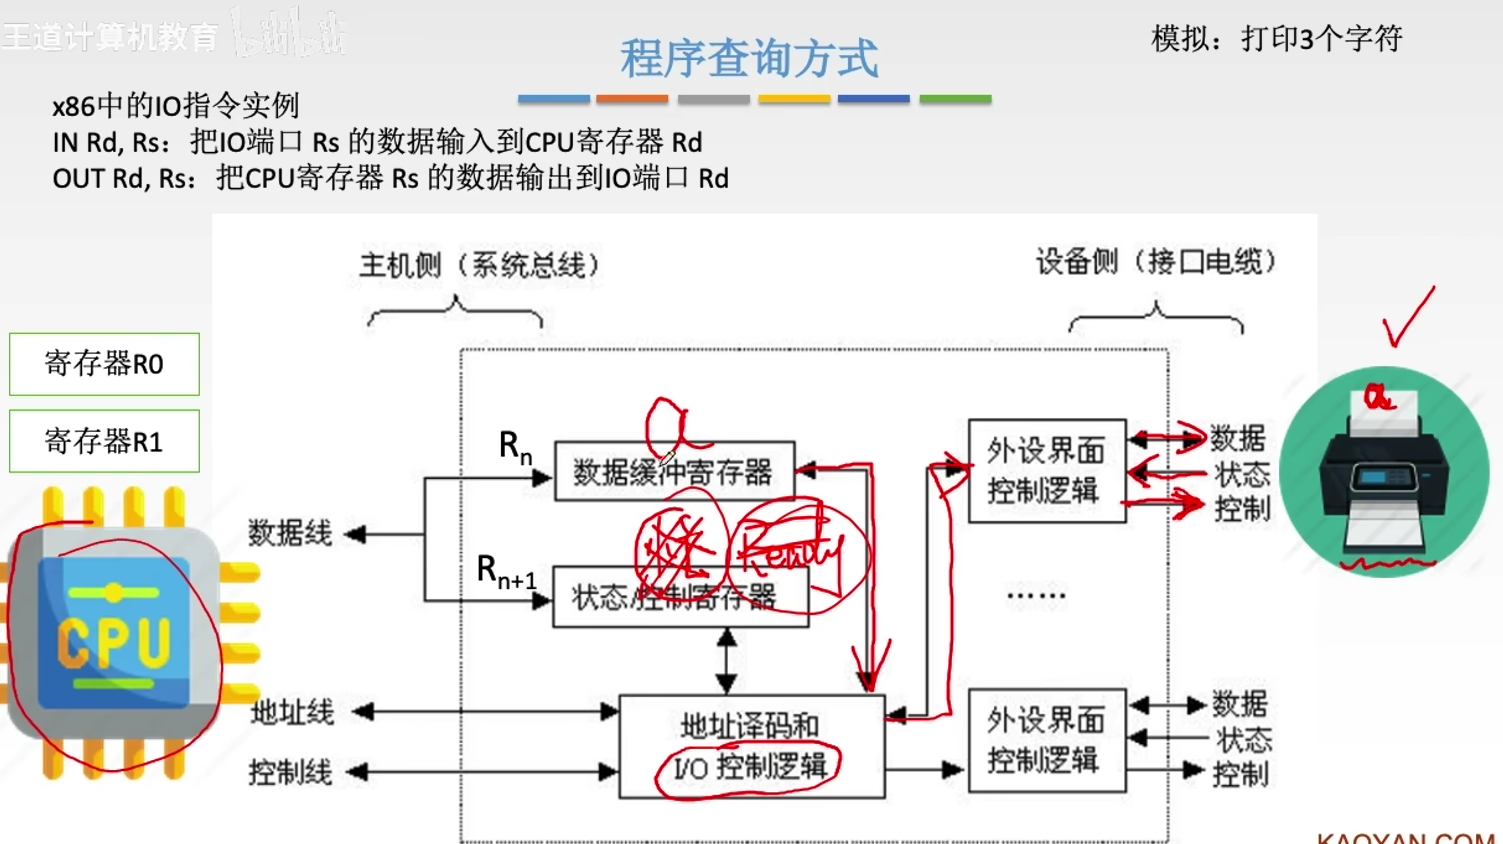 王道计算机教育 bilibili
模拟：打印3个字符
程序查询方式
x86中的IO指令实例
IN Rd, Rs：把IO端口 Rs 的数据输入到CPU寄存器 Rd
OUT Rd, Rs：把CPU寄存器 Rs 的数据输出到IO端口 Rd
主机侧（系统总线）
设备侧（接口电缆）
寄存器R0
寄存器R1
a
Rn
数据缓冲寄存器
外设界面
控制逻辑
数据
状态
控制
a
数据线
Ready
Rn+1
状态/控制寄存器
······
CPU
地址线
控制线
地址译码和
I/O 控制逻辑
外设界面
控制逻辑
数据
状态
控制
KAOYAN.COM